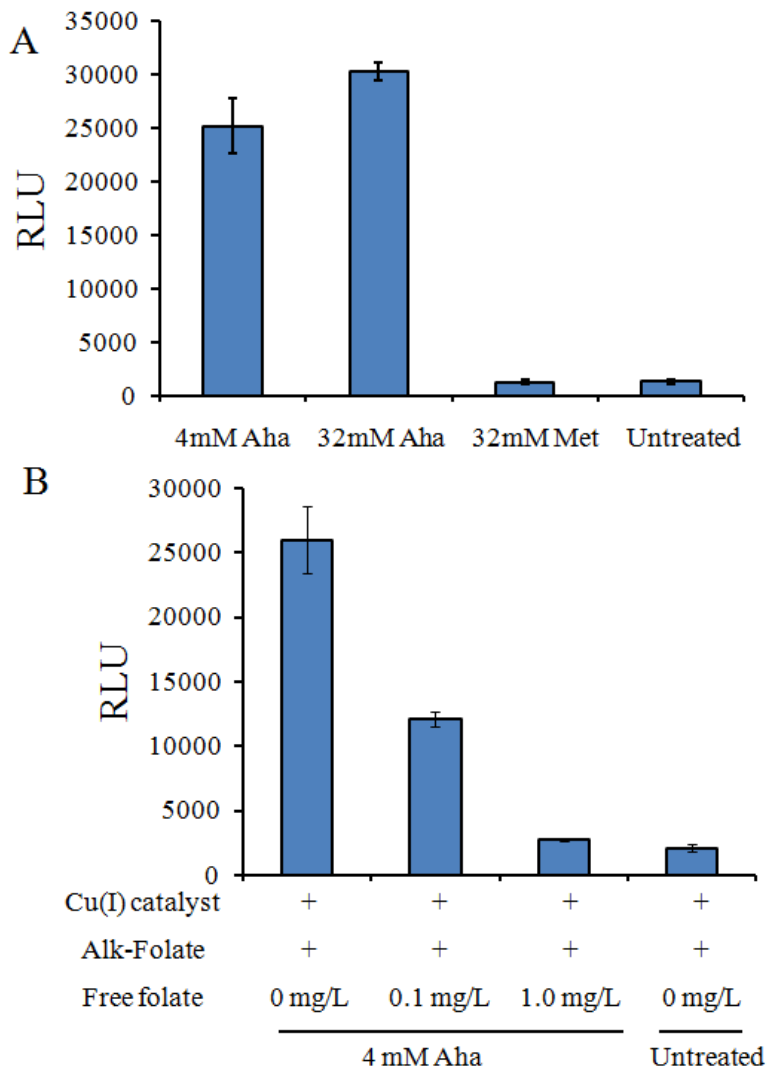 A
RLU
35000
30000
25000
20000
15000
10000
5000
0
4mM Aha 32mM Aha 32mM Met Untreated
B
RLU
30000
25000
20000
15000
10000
5000
0
Cu(I) catalyst + + + +
Alk-Folate + + + +
Free folate 0 mg/L 0.1 mg/L 1.0 mg/L 0 mg/L
4 mM Aha Untreated